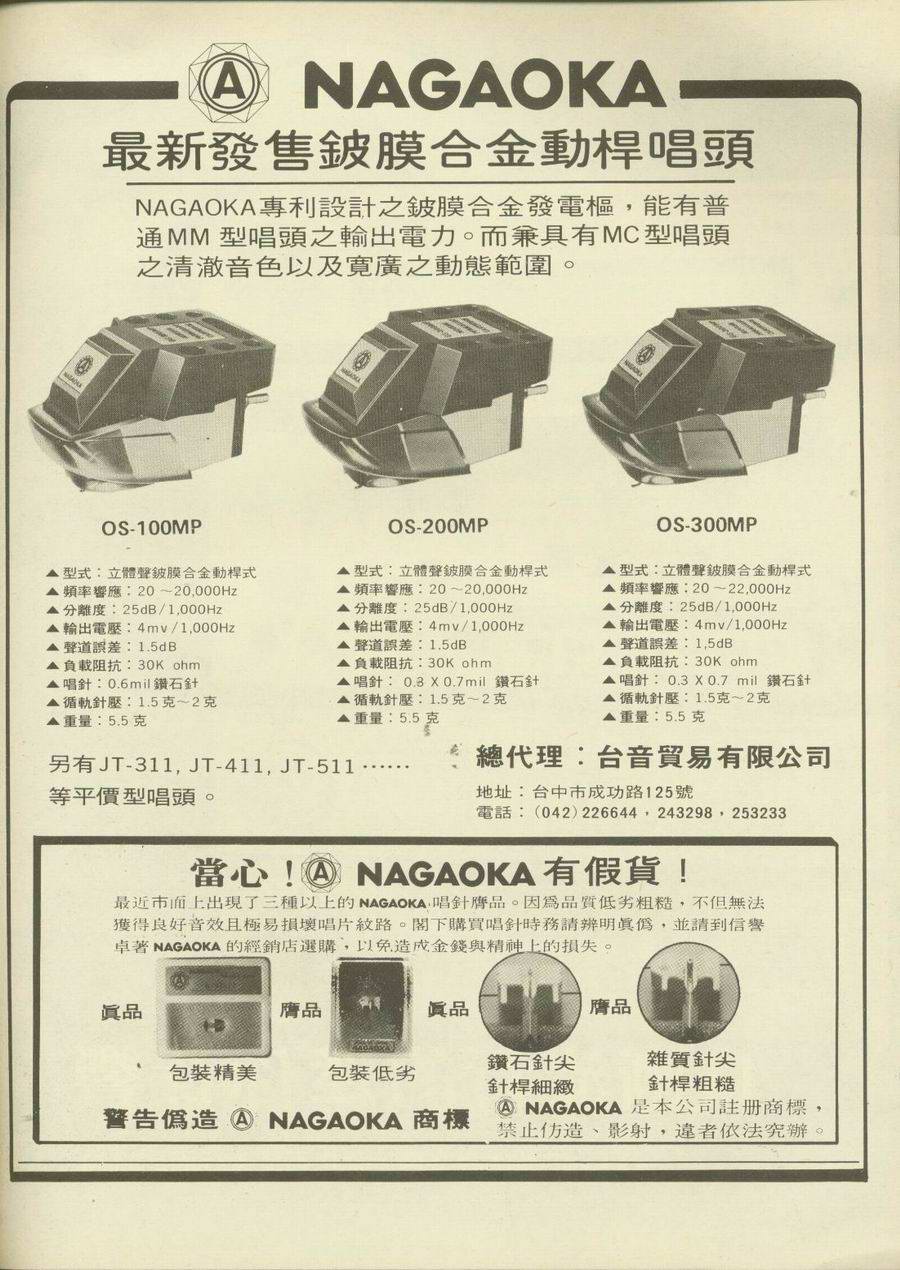 NAGAOKA
最新發售鈹膜合金動桿唱頭
NAGAOKA專利設計之鈹膜合金發電樞，能有普
通MM 型唱頭之輸出電力。而兼具有MC型唱頭
之清澈音色以及寬廣之動態範圍。
NAGAOKA
NAGAOKA
NAGAOKA
OS-100MP
▲型式：立體聲鈹膜合金動桿式
▲頻率響應：20 ～20,000Hz
▲分離度：25dB/1,000Hz
▲輸出電壓：4mv/1,000Hz
▲聲道誤差：1.5dB
▲負載阻抗：30K ohm
▲唱針：0.6mil鑽石針
▲循軌針壓：1.5克～2克
▲重量：5.5 克
OS-200MP
▲型式：立體聲鈹膜合金動桿式
▲頻率響應：20 ～20,000Hz
▲分離度：25dB/1,000Hz
▲輸出電壓：4mv/1,000Hz
▲聲道誤差：1.5dB
▲負載阻抗：30K ohm
▲唱針： 0.3 X 0.7mil 鑽石針
▲循軌針壓：1.5克～2克
▲重量：5.5 克
OS-300MP
▲型式：立體聲鈹膜合金動桿式
▲頻率響應：20 ～22,000Hz
▲分離度：25dB/1,000Hz
▲輸出電壓：4mv/1,000Hz
▲聲道誤差：1,5dB
▲負載阻抗：30K ohm
▲唱針： 0.3 X 0.7 mil 鑽石針
▲循軌針壓：1.5克～2克
▲重量：5.5 克
另有JT-311, JT-411, JT-511……
等平價型唱頭。
總代理：台音貿易有限公司
地址：台中市成功路125號
電話：(042) 226644，243298，253233
當心！Ⓐ NAGAOKA 有假貨！
最近市面上出現了三種以上的 NAGAOKA 唱針膺品。因為品質低劣粗糙，不但無法
獲得良好音效且極易損壞唱片紋路。閣下購買唱針時務請辨明眞僞，並請到信譽
卓著 NAGAOKA 的經銷店選購，以免造成金錢與精神上的損失。
眞品
包裝精美
膺品
NAGAOKA
包裝低劣
眞品
鑽石針尖
針桿細緻
膺品
雜質針尖
針桿粗糙
警告僞造 Ⓐ NAGAOKA 商標
Ⓐ NAGAOKA 是本公司註册商標，
禁止仿造、影射，違者依法究辦。